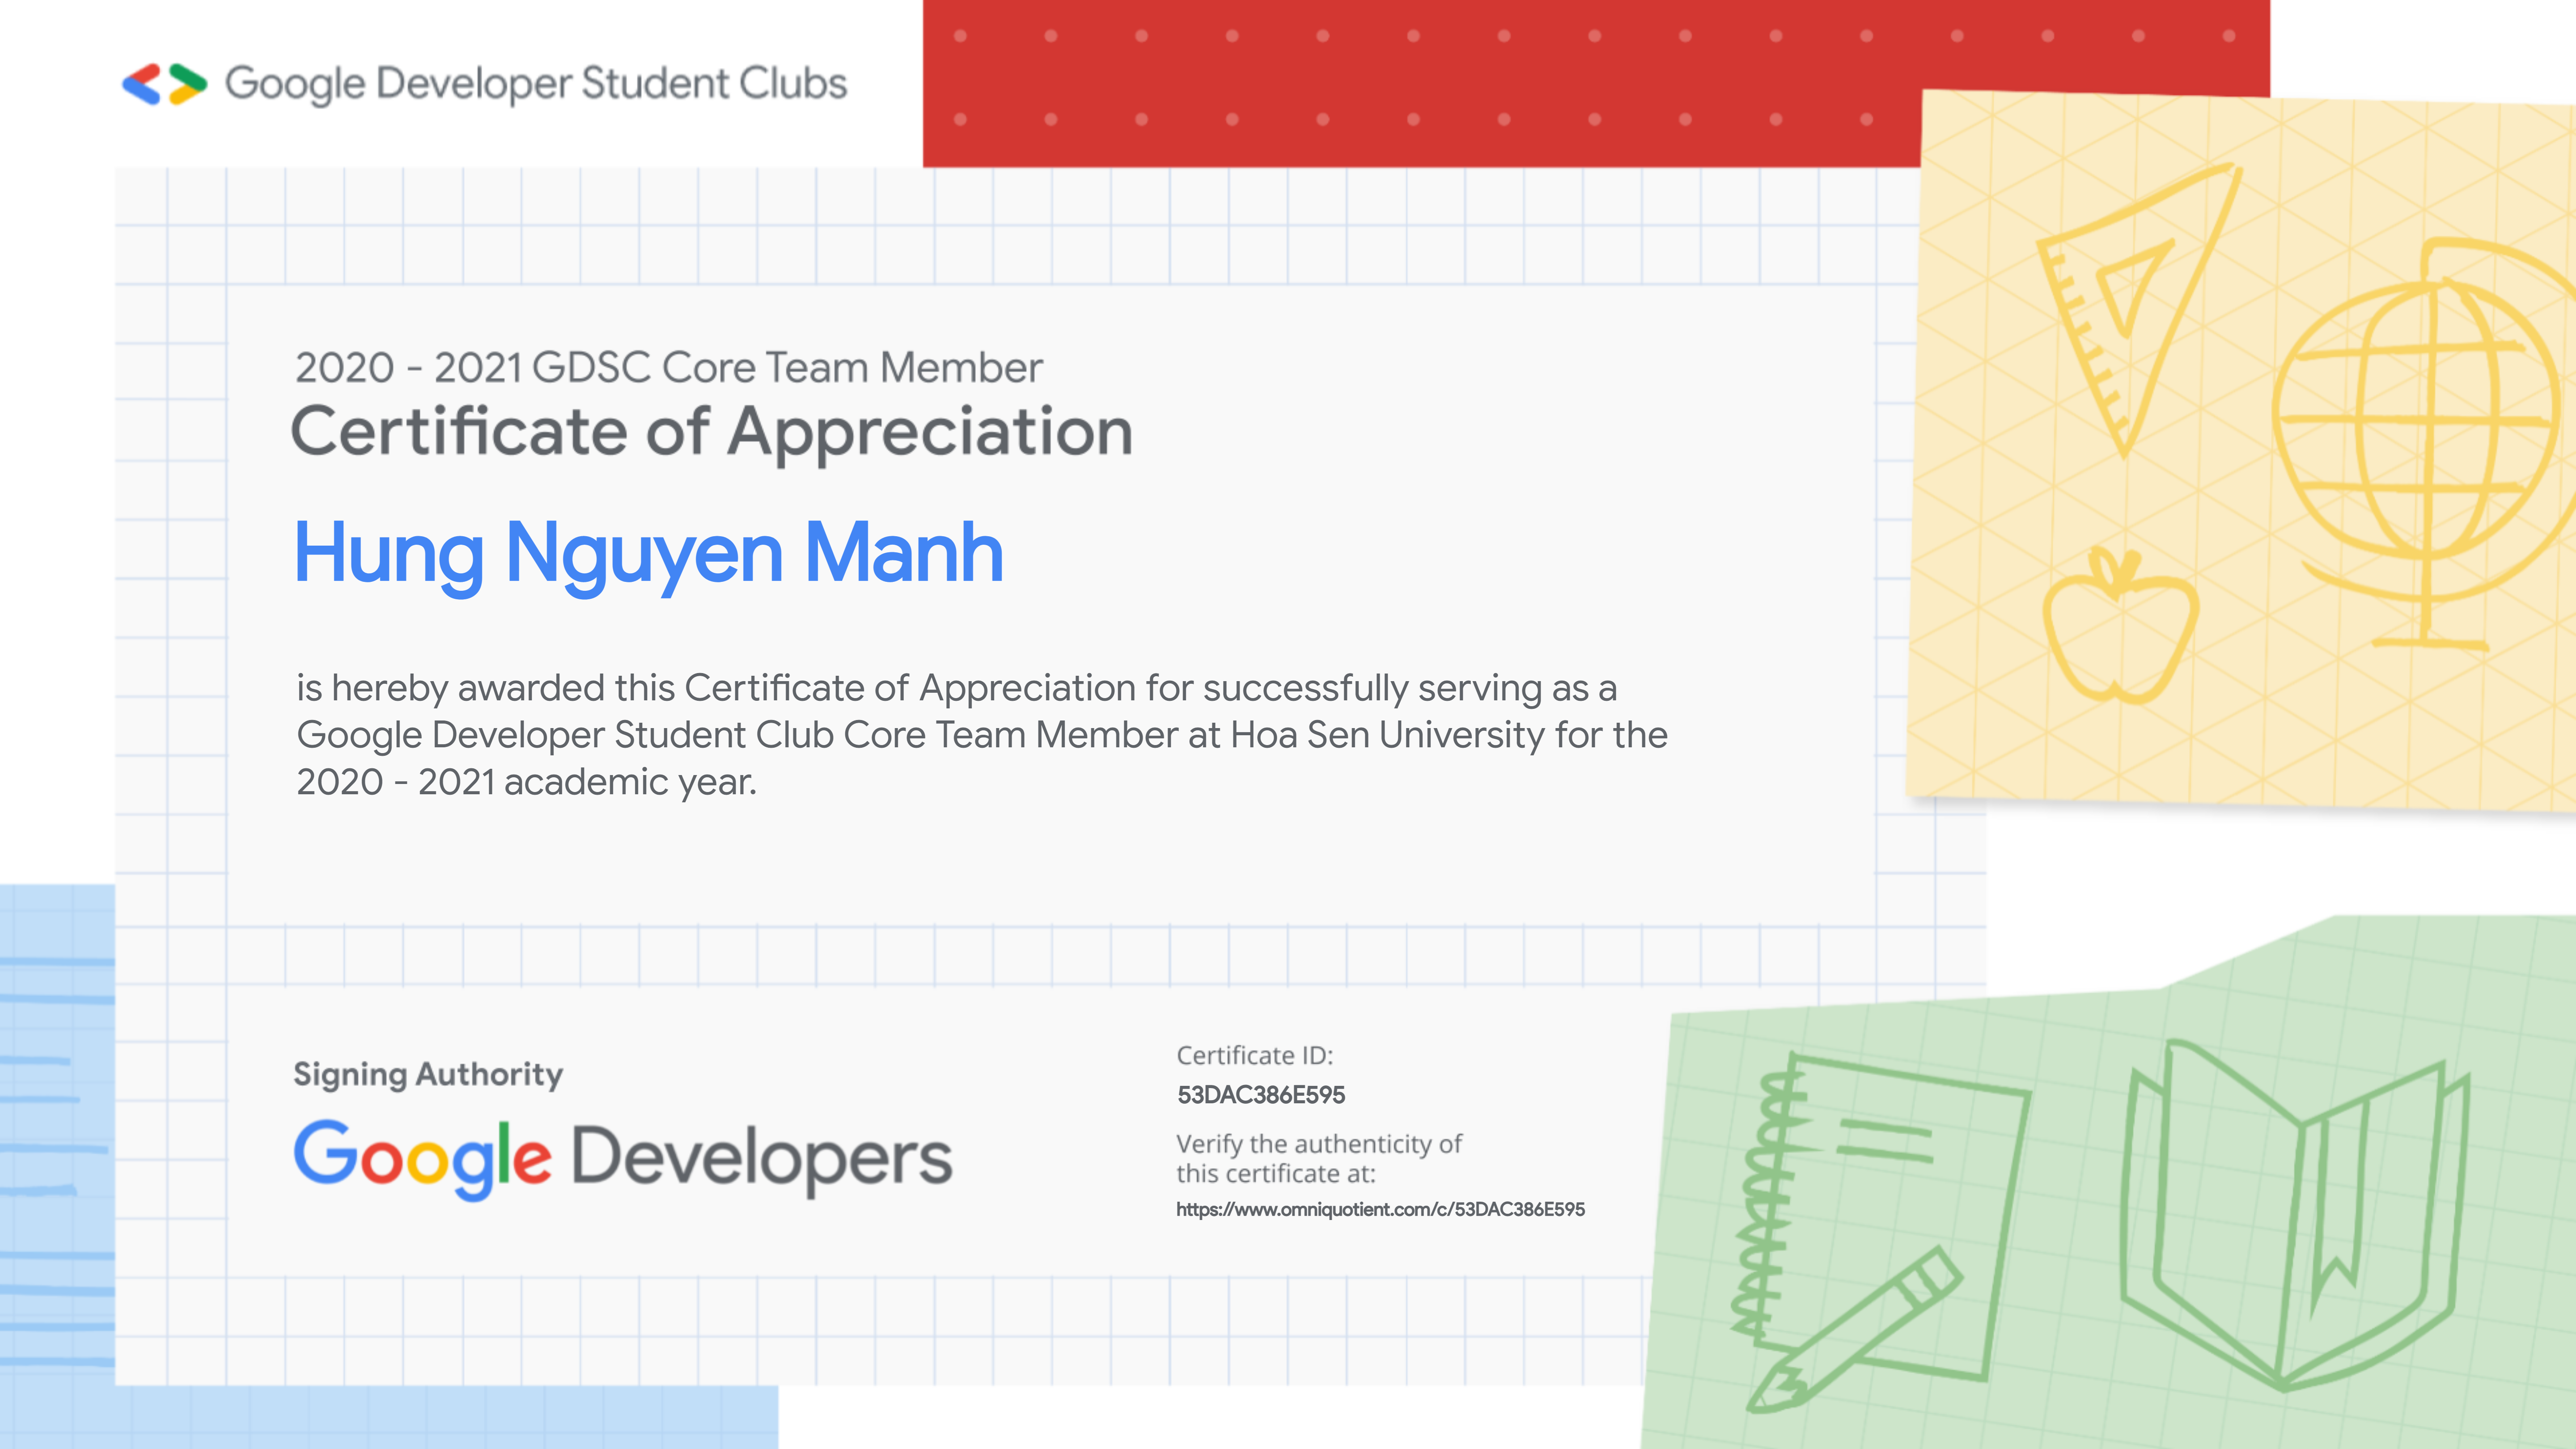 Google Developer Student Clubs
2020 - 2021 GDSC Core Team Member
Certificate of Appreciation
Hung Nguyen Manh
is hereby awarded this Certificate of Appreciation for successfully serving as a
Google Developer Student Club Core Team Member at Hoa Sen University for the
2020 - 2021 academic year.
Signing Authority
Google Developers
Certificate ID:
53DAC386E595
Verify the authenticity of
this certificate at:
https://www.omniquotient.com/c/53DAC386E595